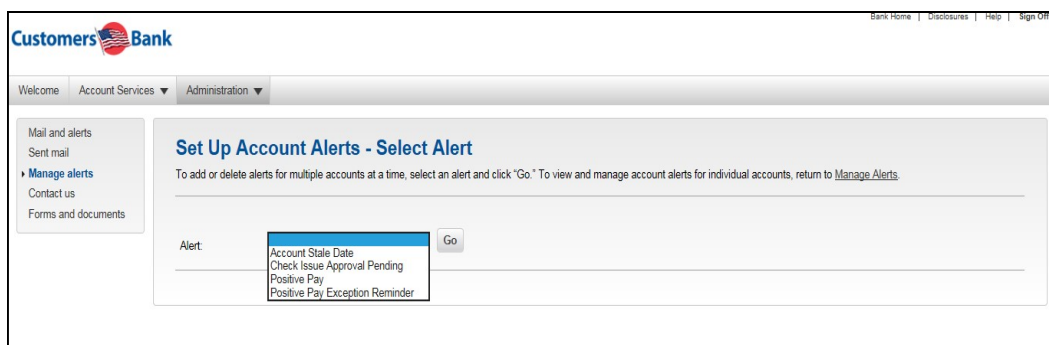 Bank Home | Disclosures | Help | Sign Off
Customers Bank
Welcome Account Services ▼ Administration ▼
Mail and alerts
Sent mail
Manage alerts
Contact us
Forms and documents
Set Up Account Alerts - Select Alert
To add or delete alerts for multiple accounts at a time, select an alert and click “Go.” To view and manage account alerts for individual accounts, return to Manage Alerts.
Alert: Go
Account Stale Date
Check Issue Approval Pending
Positive Pay
Positive Pay Exception Reminder